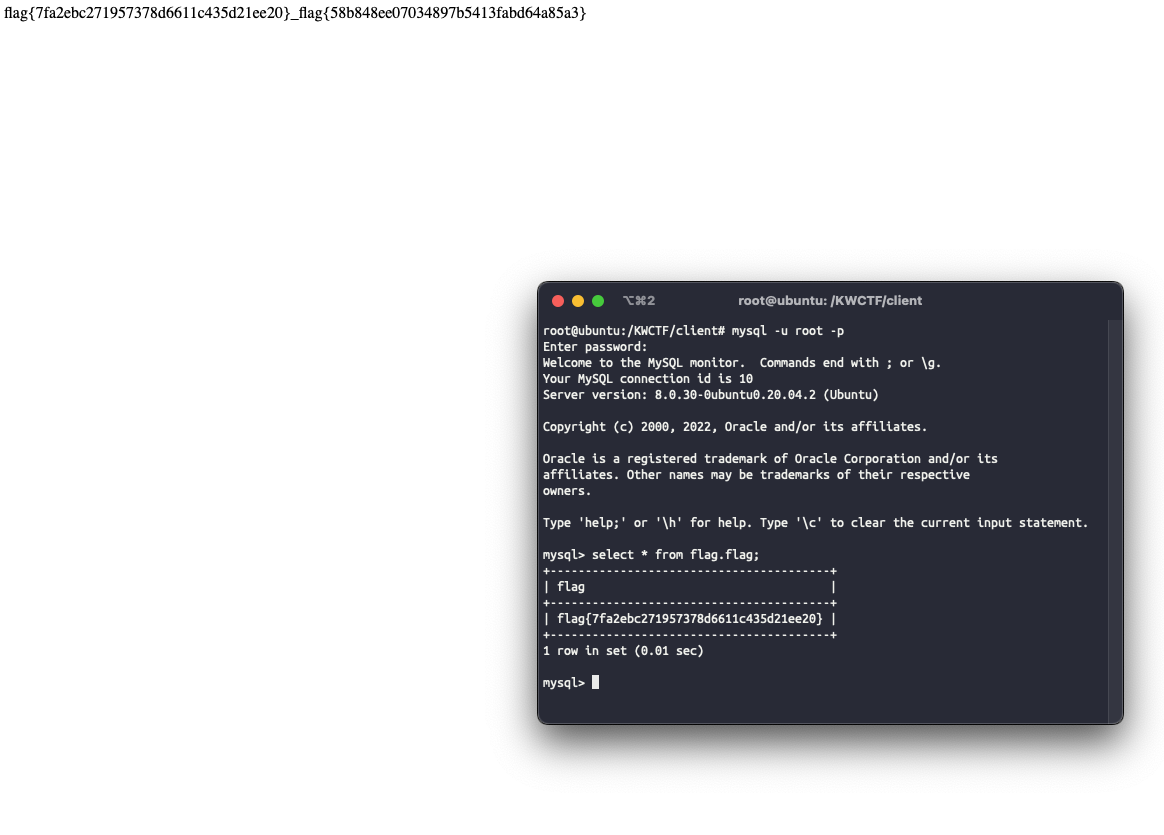 flag{7fa2ebc271957378d6611c435d21ee20}_flag{58b848ee07034897b5413fabd64a85a3}
⌥⌘2 root@ubuntu: /KWCTF/client
root@ubuntu:/KWCTF/client# mysql -u root -p
Enter password:
Welcome to the MySQL monitor.  Commands end with ; or \g.
Your MySQL connection id is 10
Server version: 8.0.30-0ubuntu0.20.04.2 (Ubuntu)
Copyright (c) 2000, 2022, Oracle and/or its affiliates.
Oracle is a registered trademark of Oracle Corporation and/or its
affiliates. Other names may be trademarks of their respective
owners.
Type 'help;' or '\h' for help. Type '\c' to clear the current input statement.
mysql> select * from flag.flag;
+----------------------------------------+
| flag                                   |
+----------------------------------------+
| flag{7fa2ebc271957378d6611c435d21ee20} |
+----------------------------------------+
1 row in set (0.01 sec)
mysql>